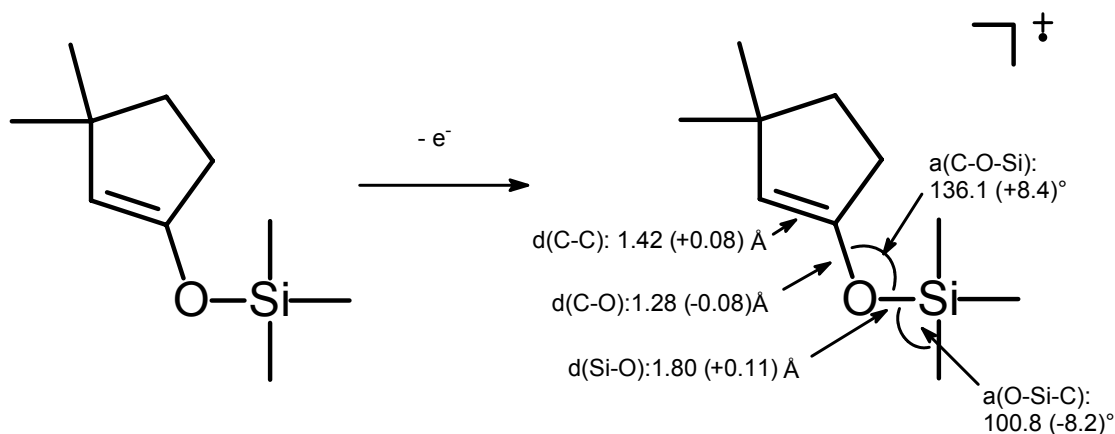 - e⁻
a(C-O-Si):
136.1 (+8.4)°
d(C-C): 1.42 (+0.08) Å
O
Si
d(C-O):1.28 (-0.08)Å
O
Si
d(Si-O):1.80 (+0.11) Å
a(O-Si-C):
100.8 (-8.2)°